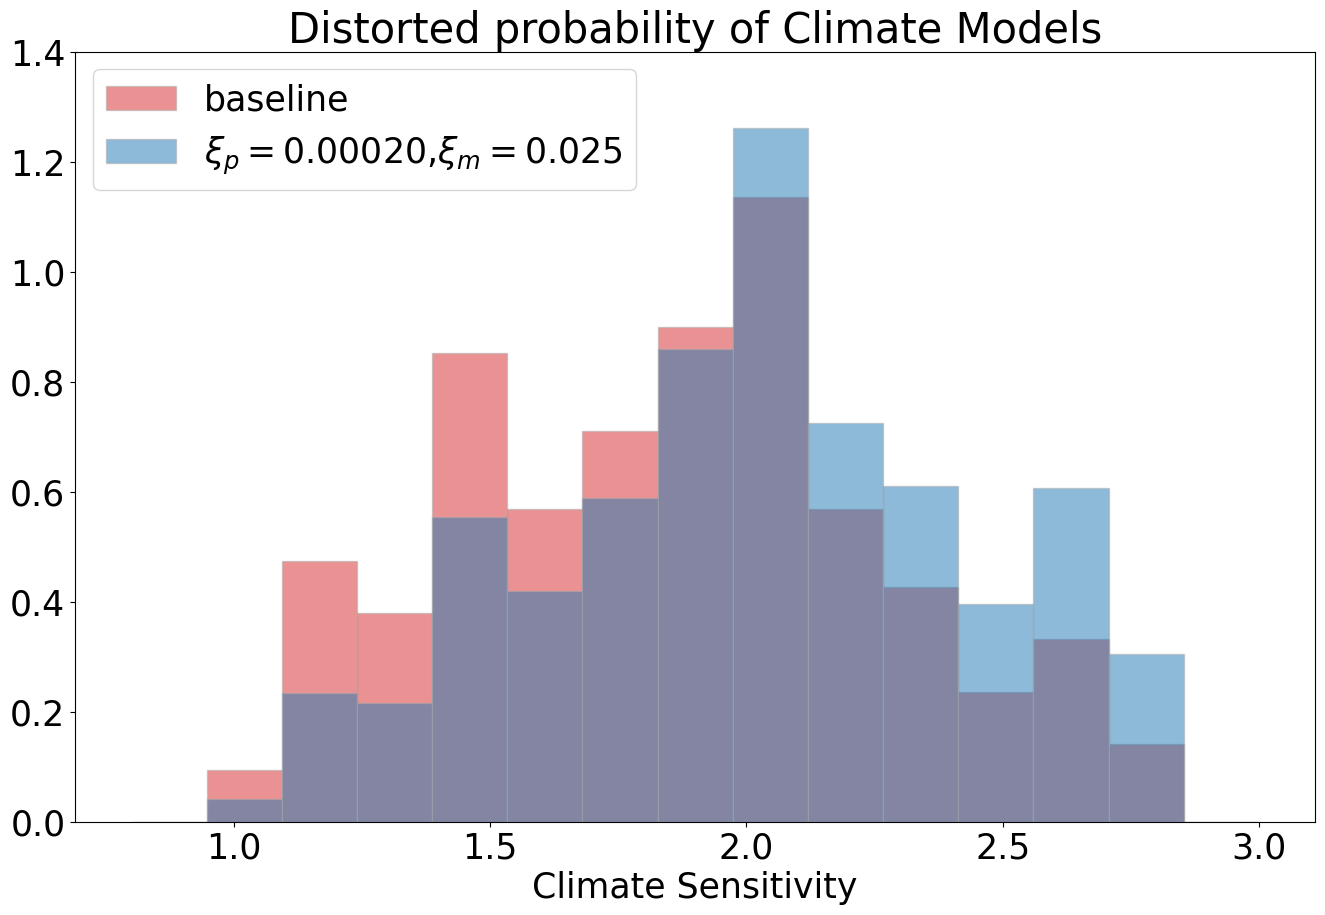 Distorted probability of Climate Models
1.4
baseline
ξp = 0.00020,ξm = 0.025
1.2
1.0
0.8
0.6
0.4
0.2
0.0
1.0 1.5 2.0 2.5 3.0
Climate Sensitivity